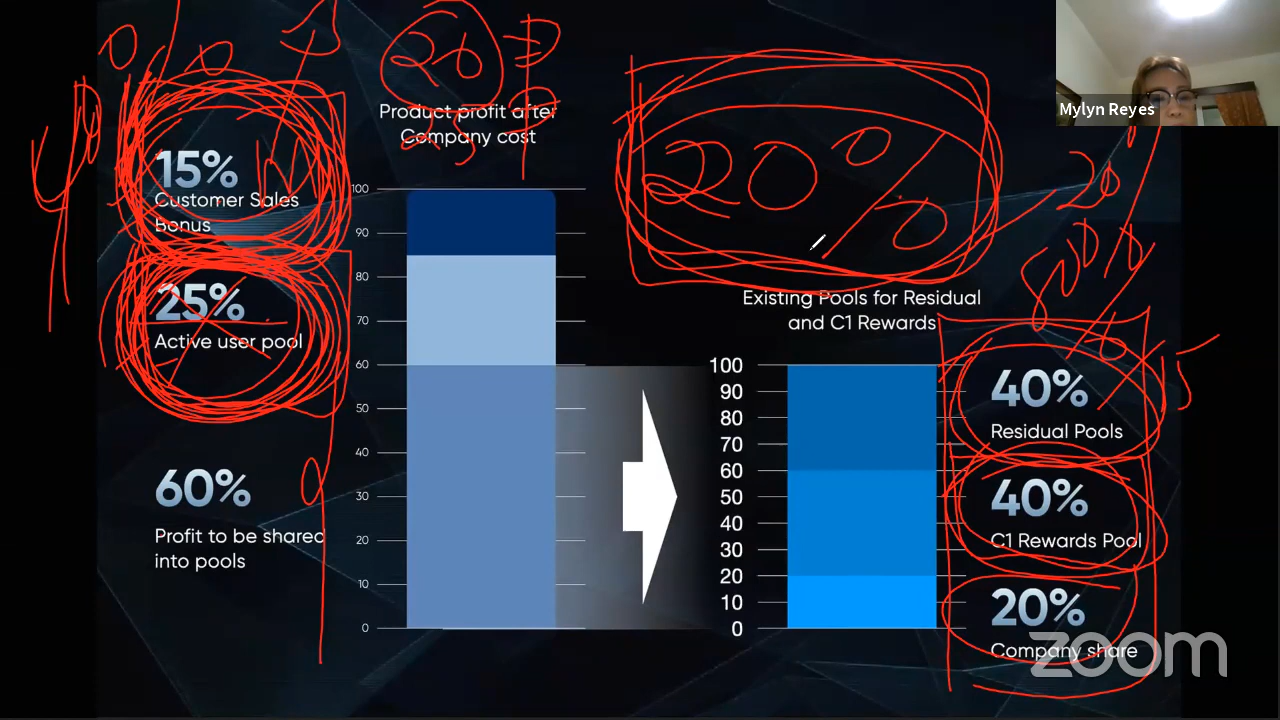 Mylyn Reyes
20
Product profit after
Company cost
20%
20
15%
Customer Sales
Bonus
25%
Active user pool
60%
Profit to be shared
into pools
100
90
80
70
60
50
40
30
20
10
0
Existing Pools for Residual
and C1 Rewards
100
90
80
70
60
50
40
30
20
10
0
40%
Residual Pools
40%
C1 Rewards Pool
20%
Company share
zoom